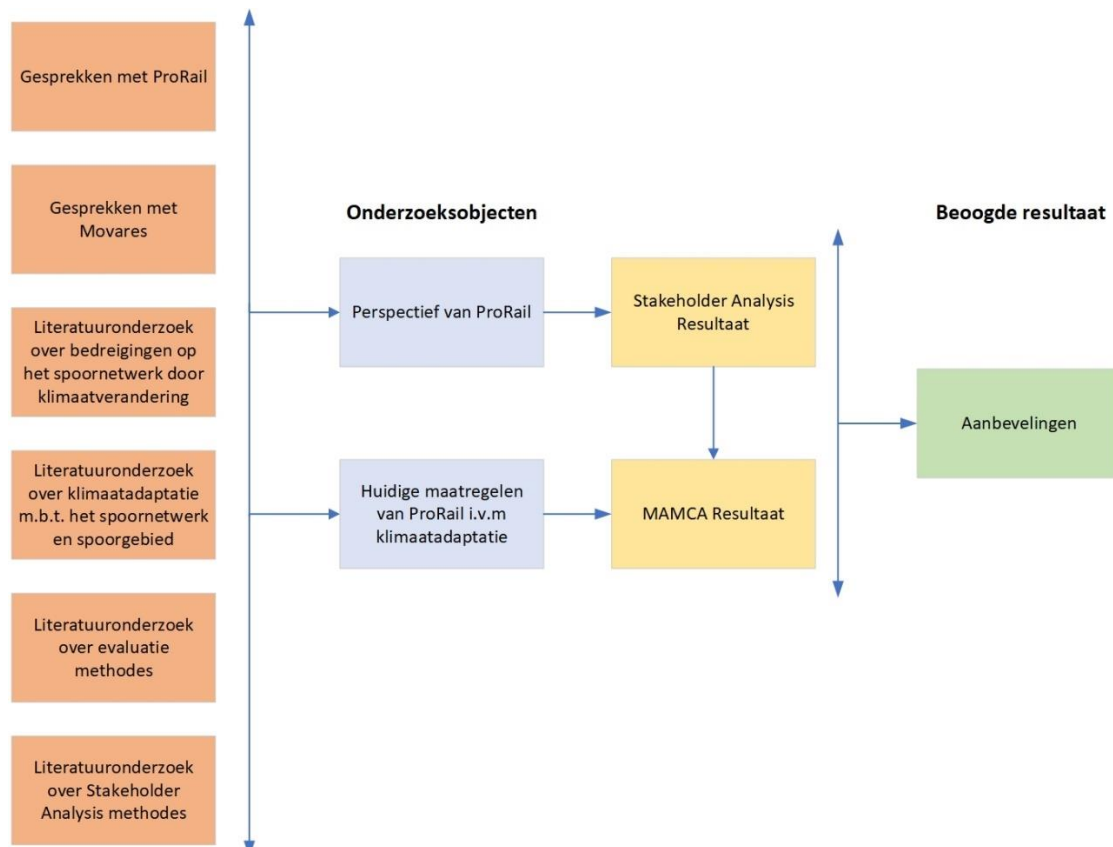 Gesprekken met ProRail
Gesprekken met
Movares
Literatuuronderzoek
over bedreigingen op
het spoornetwerk door
klimaatverandering
Literatuuronderzoek
over klimaatadaptatie
m.b.t. het spoornetwerk
en spoorgebied
Literatuuronderzoek
over evaluatie
methodes
Literatuuronderzoek
over Stakeholder
Analysis methodes
Onderzoeksobjecten
Perspectief van ProRail
Huidige maatregelen
van ProRail i.v.m
klimaatadaptatie
Stakeholder Analysis
Resultaat
MAMCA Resultaat
Beoogde resultaat
Aanbevelingen